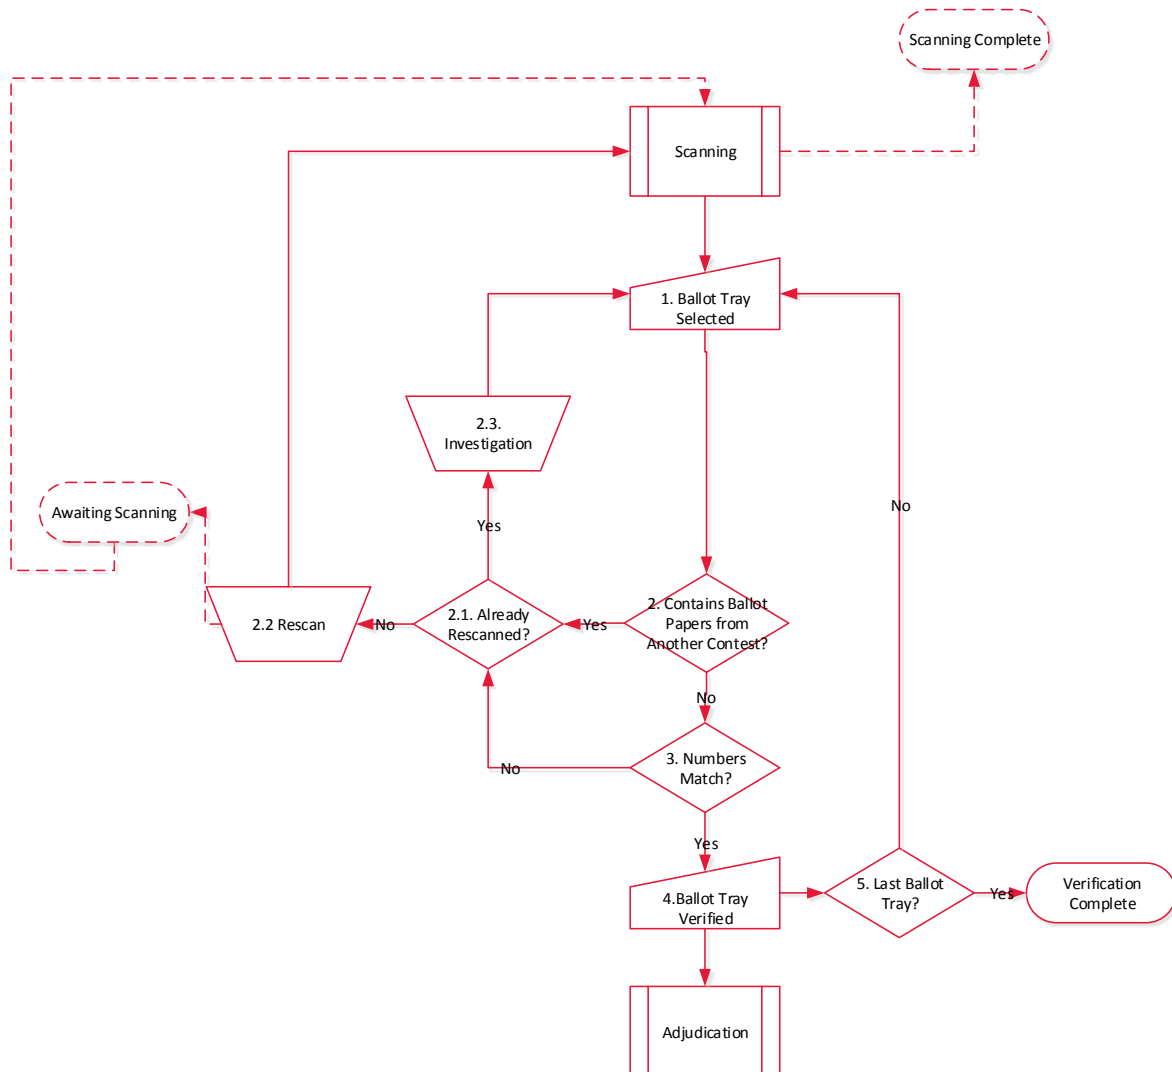 Scanning Complete
Scanning
1. Ballot Tray
Selected
2.3.
Investigation
Awaiting Scanning
Yes
No
2.2 Rescan
No
2.1. Already
Rescanned?
Yes
2. Contains Ballot
Papers from
Another Contest?
No
3. Numbers
Match?
No
Yes
4.Ballot Tray
Verified
5. Last Ballot
Tray?
Yes
Verification
Complete
Adjudication